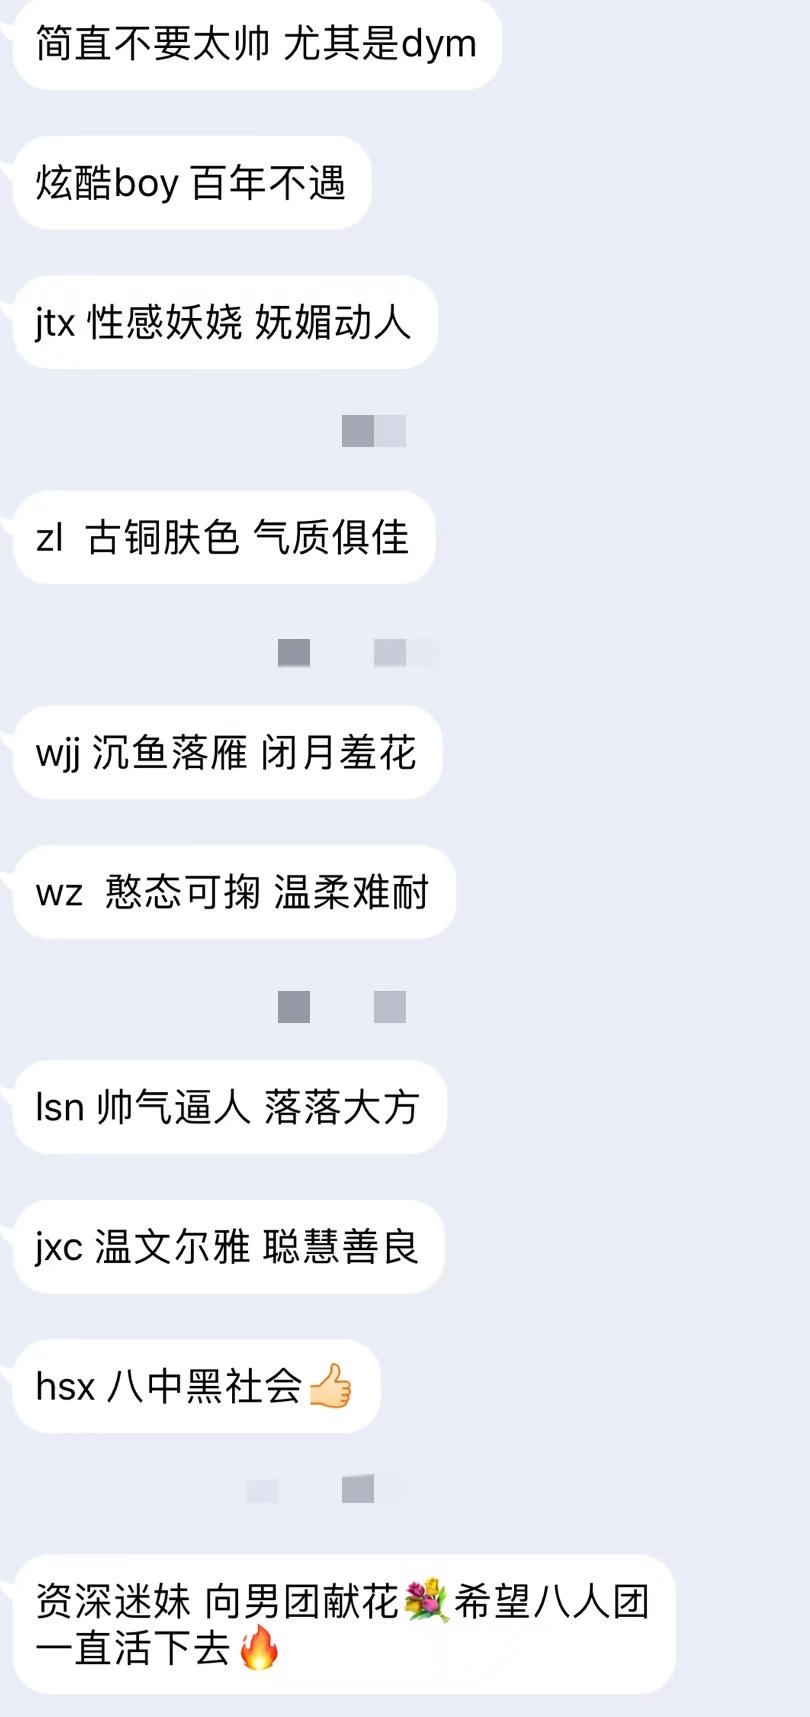 简直不要太帅 尤其是dym
炫酷boy 百年不遇
jtx 性感妖娆 妩媚动人
zl 古铜肤色 气质俱佳
wjj 沉鱼落雁 闭月羞花
wz 憨态可掬 温柔难耐
lsn 帅气逼人 落落大方
jxc 温文尔雅 聪慧善良
hsx 八中黑社会👍🏻
资深迷妹 向男团献花💐希望八人团
一直活下去🔥